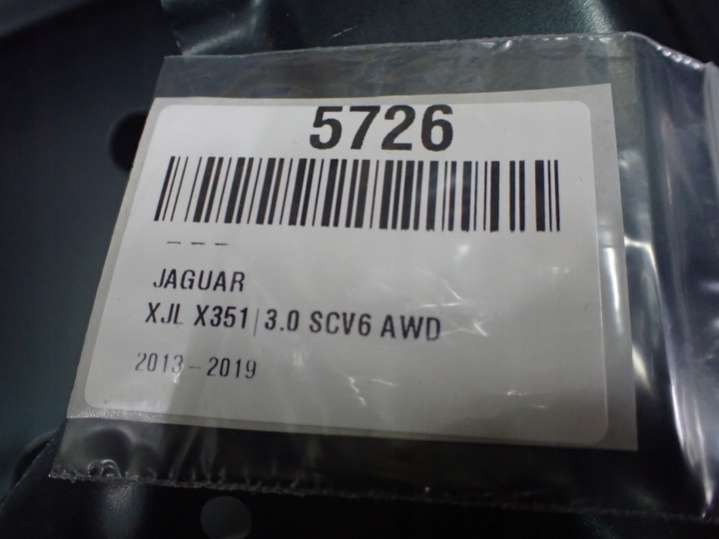 5726
---
JAGUAR
XJL X351|3.0 SCV6 AWD
2013-2019